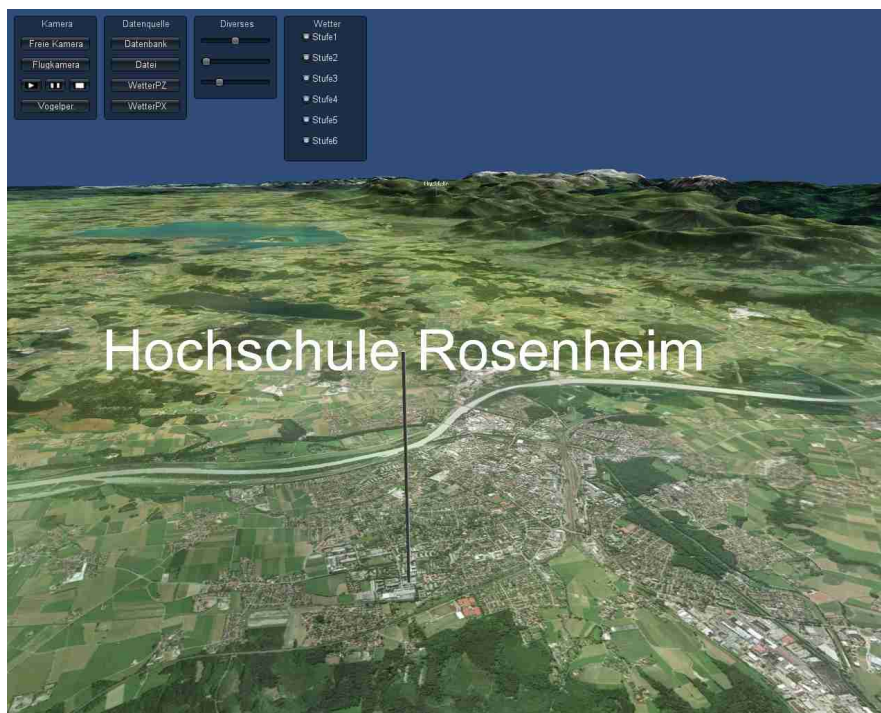 Kamera
Freie Kamera
Flugkamera
Vogelper.
Datenquelle
Datenbank
Datei
WetterPZ
WetterPX
Diverses
Wetter
Stufe1
Stufe2
Stufe3
Stufe4
Stufe5
Stufe6
Hochschule Rosenheim